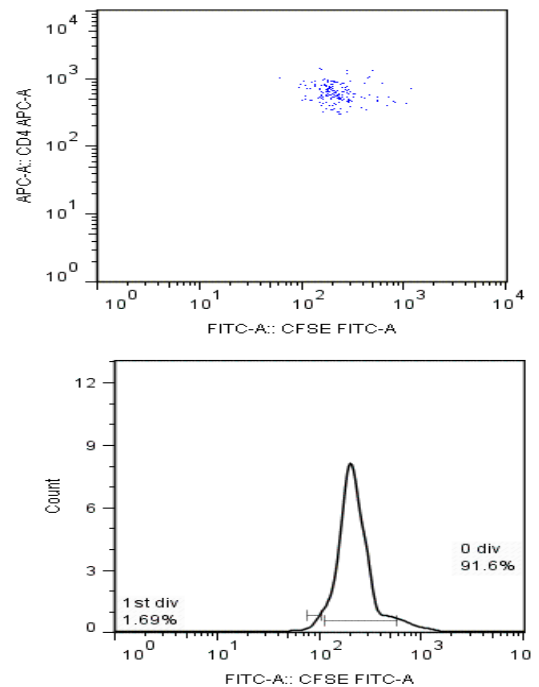 10^4
10^3
10^2
10^1
10^0
APC-A:: CD4 APC-A
10^0 10^1 10^2 10^3 10^4
FITC-A:: CFSE FITC-A
12
9
6
3
0
Count
0 div
91.6%
1st div
1.69%
10^0 10^1 10^2 10^3 10
FITC-A:: CFSE FITC-A